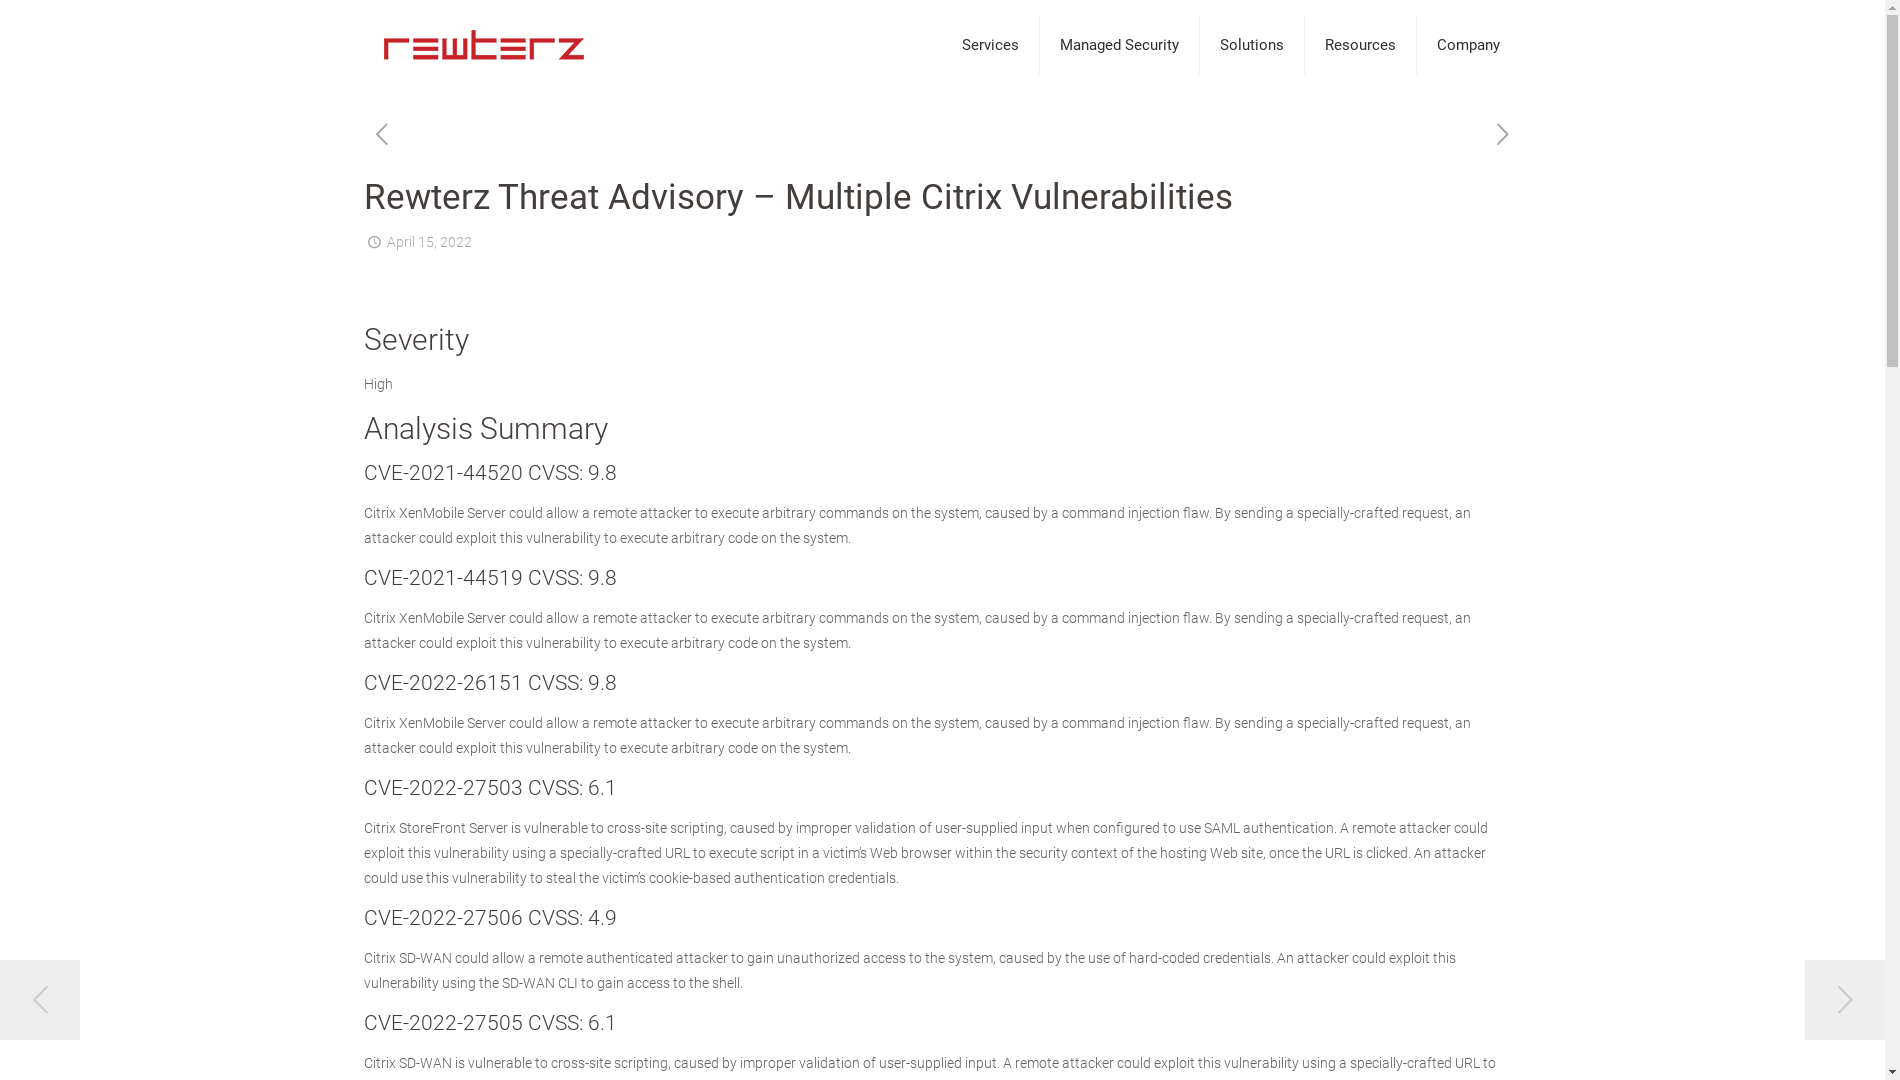 rewterz
Services
Managed Security
Solutions
Resources
Company
Rewterz Threat Advisory – Multiple Citrix Vulnerabilities
April 15, 2022
Severity
High
Analysis Summary
CVE-2021-44520 CVSS: 9.8
Citrix XenMobile Server could allow a remote attacker to execute arbitrary commands on the system, caused by a command injection flaw. By sending a specially-crafted request, an
attacker could exploit this vulnerability to execute arbitrary code on the system.
CVE-2021-44519 CVSS: 9.8
Citrix XenMobile Server could allow a remote attacker to execute arbitrary commands on the system, caused by a command injection flaw. By sending a specially-crafted request, an
attacker could exploit this vulnerability to execute arbitrary code on the system.
CVE-2022-26151 CVSS: 9.8
Citrix XenMobile Server could allow a remote attacker to execute arbitrary commands on the system, caused by a command injection flaw. By sending a specially-crafted request, an
attacker could exploit this vulnerability to execute arbitrary code on the system.
CVE-2022-27503 CVSS: 6.1
Citrix StoreFront Server is vulnerable to cross-site scripting, caused by improper validation of user-supplied input when configured to use SAML authentication. A remote attacker could
exploit this vulnerability using a specially-crafted URL to execute script in a victim’s Web browser within the security context of the hosting Web site, once the URL is clicked. An attacker
could use this vulnerability to steal the victim’s cookie-based authentication credentials.
CVE-2022-27506 CVSS: 4.9
Citrix SD-WAN could allow a remote authenticated attacker to gain unauthorized access to the system, caused by the use of hard-coded credentials. An attacker could exploit this
vulnerability using the SD-WAN CLI to gain access to the shell.
CVE-2022-27505 CVSS: 6.1
Citrix SD-WAN is vulnerable to cross-site scripting, caused by improper validation of user-supplied input. A remote attacker could exploit this vulnerability using a specially-crafted URL to